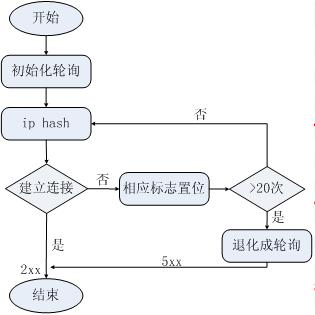 开始
初始化轮询
ip hash
否
建立连接
否
相应标志置位
>20次
是
是
退化成轮询
5xx
2xx
结束